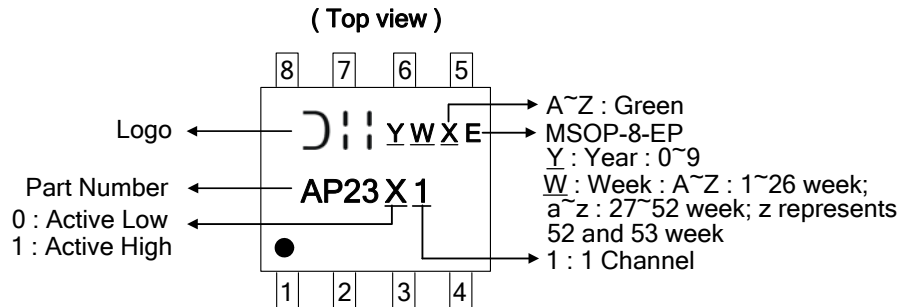 ( Top view )
8 7 6 5
Logo
Y W X E
A~Z : Green
MSOP-8-EP
Y : Year : 0~9
W : Week : A~Z : 1~26 week;
a~z : 27~52 week; z represents
52 and 53 week
Part Number
AP23 X 1
0 : Active Low
1 : Active High
1 : 1 Channel
1 2 3 4